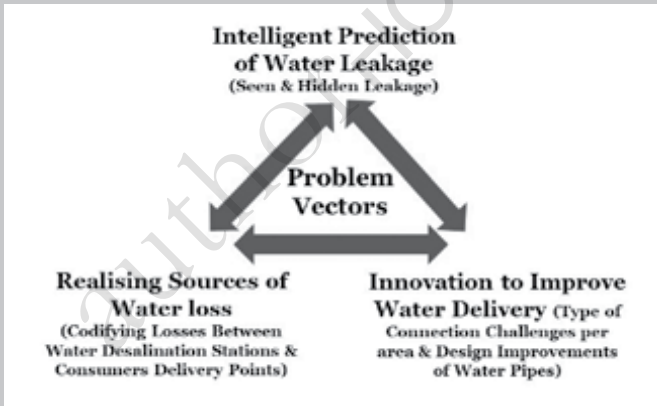 Intelligent Prediction
of Water Leakage
(Seen & Hidden Leakage)
Problem
Vectors
Realising Sources of
Water loss
(Codifying Losses Between
Water Desalination Stations &
Consumers Delivery Points)
Innovation to Improve
Water Delivery (Type of
Connection Challenges per
area & Design Improvements
of Water Pipes)
author